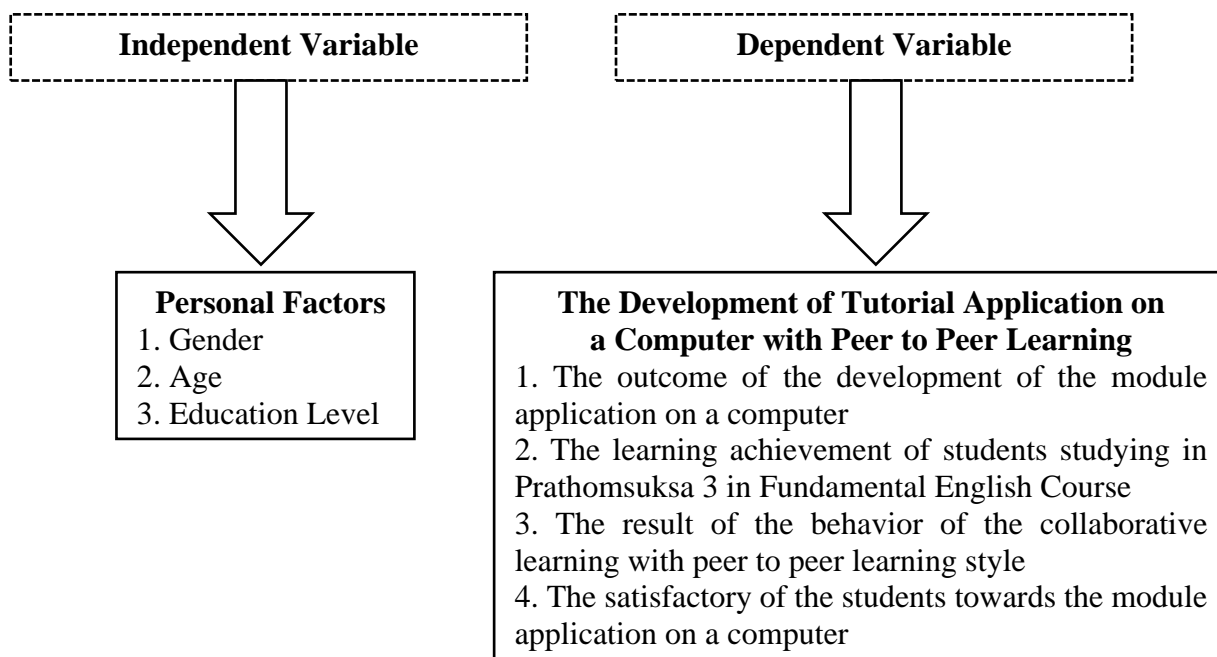 Independent Variable
Dependent Variable
Personal Factors
1. Gender
2. Age
3. Education Level
The Development of Tutorial Application on
a Computer with Peer to Peer Learning
1. The outcome of the development of the module
application on a computer
2. The learning achievement of students studying in
Prathomsuksa 3 in Fundamental English Course
3. The result of the behavior of the collaborative
learning with peer to peer learning style
4. The satisfactory of the students towards the module
application on a computer